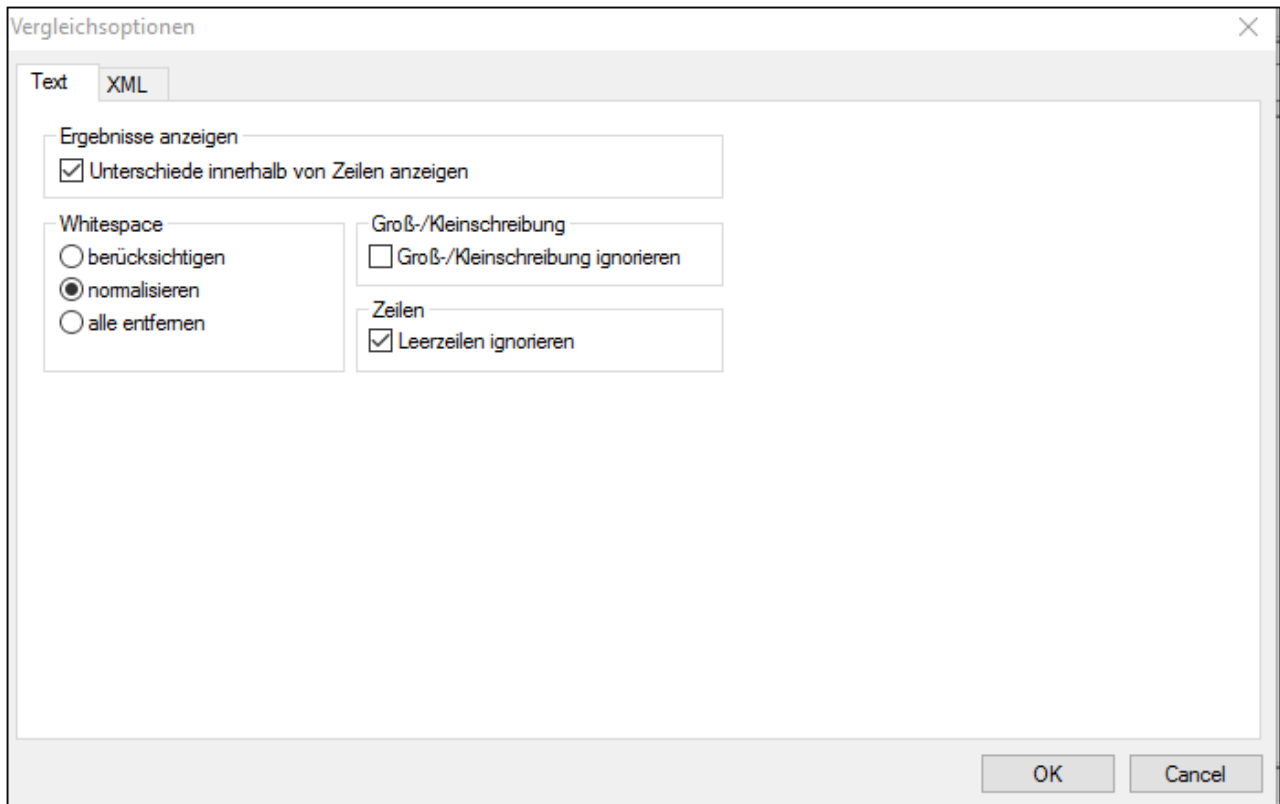 Vergleichsoptionen
Text XML
Ergebnisse anzeigen
Unterschiede innerhalb von Zeilen anzeigen
Whitespace
berücksichtigen
normalisieren
alle entfernen
Groß-/Kleinschreibung
Groß-/Kleinschreibung ignorieren
Zeilen
Leerzeilen ignorieren
OK Cancel